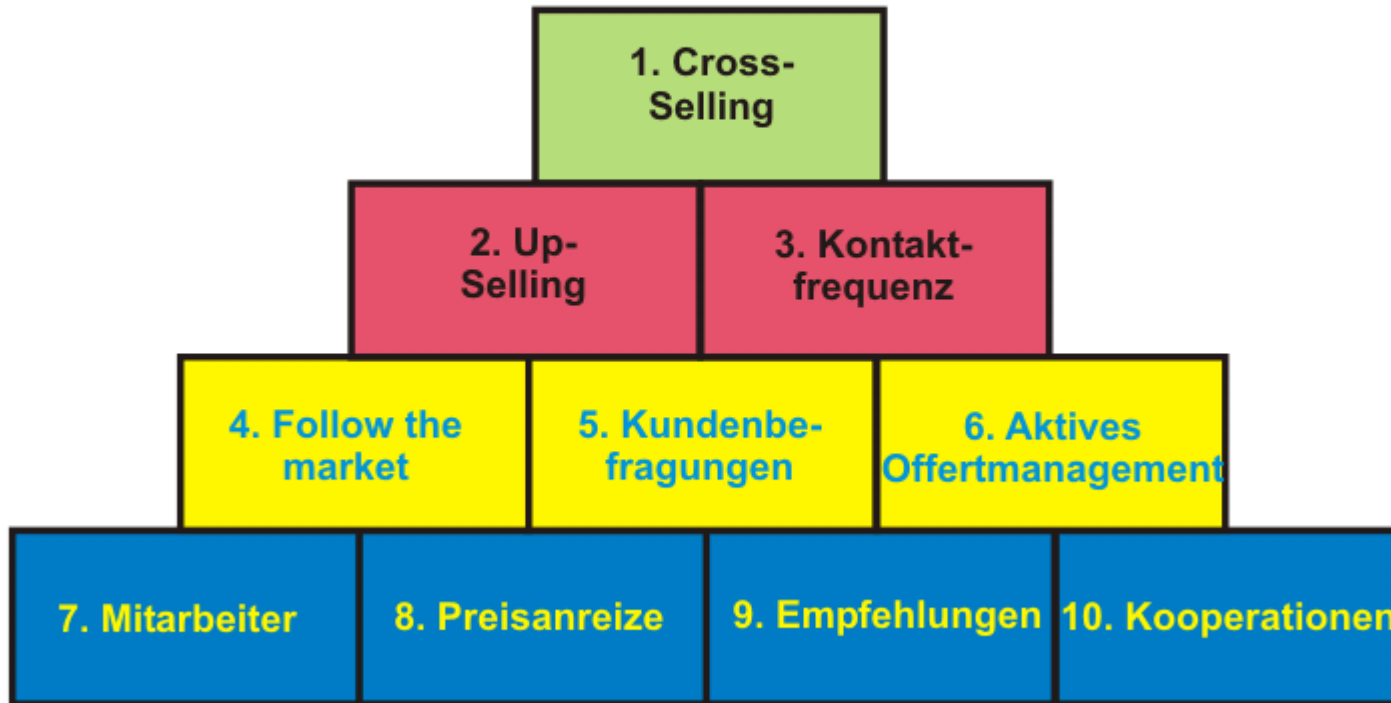 1. Cross-
Selling
2. Up-
Selling
3. Kontakt-
frequenz
4. Follow the
market
5. Kundenbe-
fragungen
6. Aktives
Offertmanagement
7. Mitarbeiter
8. Preisanreize
9. Empfehlungen
10. Kooperationen